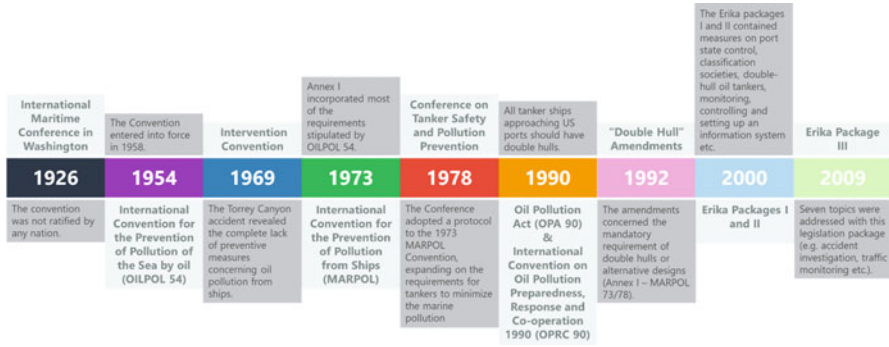 International
Maritime
Conference in
Washington
1926
The convention
was not ratified by
any nation.
The Convention
entered into force
in 1958.
1954
International
Convention for
the Prevention
of Pollution of
the Sea by oil
(OILPOL 54)
Intervention
Convention
1969
The Torrey Canyon
accident revealed
the complete lack
of preventive
measures
concerning oil
pollution from
ships.
Annex I
incorporated most
of the
requirements
stipulated by
OILPOL 54.
1973
International
Convention for
the Prevention
of Pollution
from Ships
(MARPOL)
Conference on
Tanker Safety
and Pollution
Prevention
1978
The Conference
adopted a protocol
to the 1973
MARPOL
Convention,
expanding on the
requirements for
tankers to minimize
the marine
pollution
All tanker ships
approaching US
ports should have
double hulls.
1990
Oil Pollution
Act (OPA 90)
&
International
Convention on
Oil Pollution
Preparedness,
Response and
Co-operation
1990 (OPRC 90)
"Double Hull"
Amendments
1992
The amendments
concerned the
mandatory
requirement of
double hulls or
alternative designs
(Annex I – MARPOL
73/78).
The Erika packages
I and II contained
measures on port
state control,
classification
societies, double-
hull oil tankers,
monitoring,
controlling and
setting up an
information system
etc.
2000
Erika Packages I
and II
Erika Package
III
2009
Seven topics were
addressed with this
legislation package
(e.g. accident
investigation, traffic
monitoring etc.).